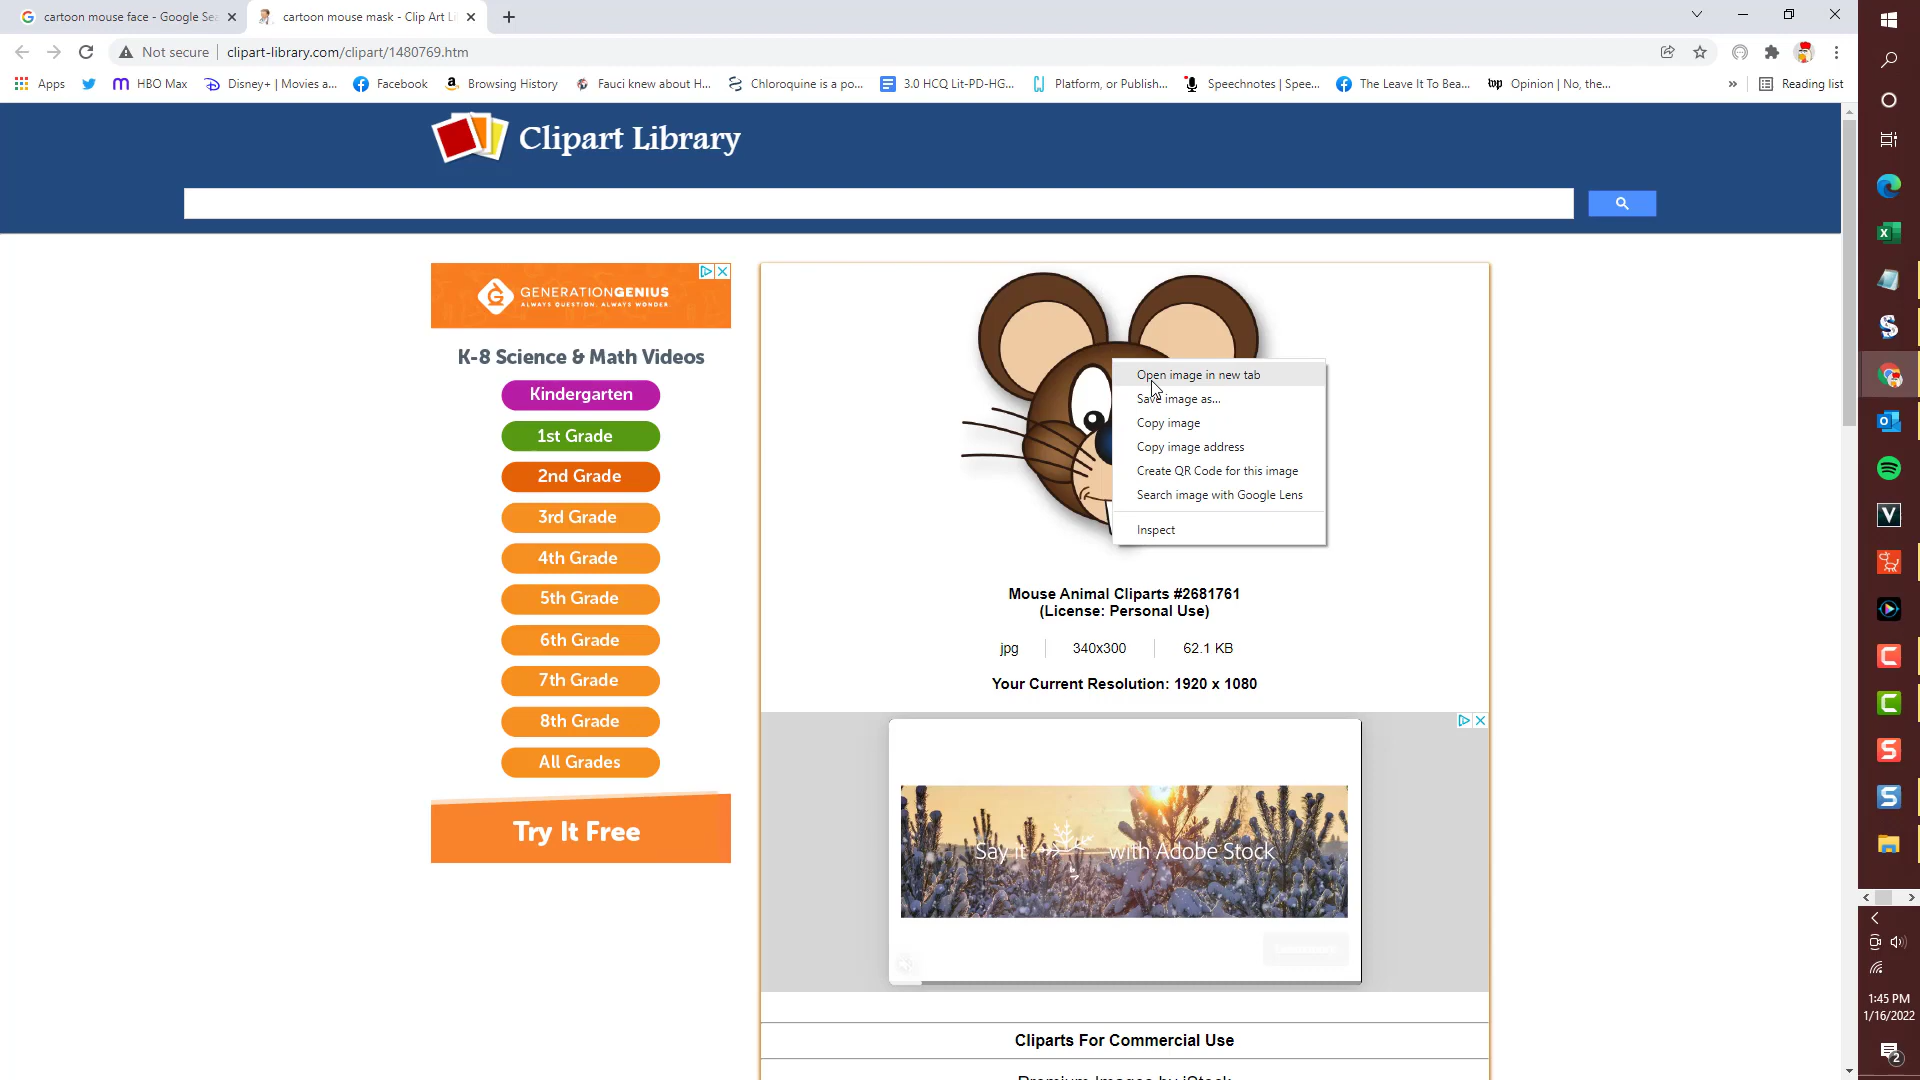 cartoon mouse face - Google Sea
cartoon mouse mask - Clip Art Li
Not secure
clipart-library.com/clipart/1480769.htm
Apps
HBO Max
Disney+ | Movies a...
Facebook
Browsing History
Fauci knew about H...
Chloroquine is a po...
3.0 HCQ Lit-PD-HG...
Platform, or Publish...
Speechnotes | Spee...
The Leave It To Bea...
Opinion | No, the...
»
Reading list
Clipart Library
GENERATIONGENIUS
ALWAYS QUESTION. ALWAYS WONDER.
K-8 Science & Math Videos
Kindergarten
1st Grade
2nd Grade
3rd Grade
4th Grade
5th Grade
6th Grade
7th Grade
8th Grade
All Grades
Try It Free
Open image in new tab
Save image as...
Copy image
Copy image address
Create QR Code for this image
Search image with Google Lens
Inspect
Mouse Animal Cliparts #2681761
(License: Personal Use)
jpg
340x300
62.1 KB
Your Current Resolution: 1920 x 1080
Say it with Adobe Stock
Cliparts For Commercial Use
Premium Images by iStock
1:45 PM
1/16/2022
2